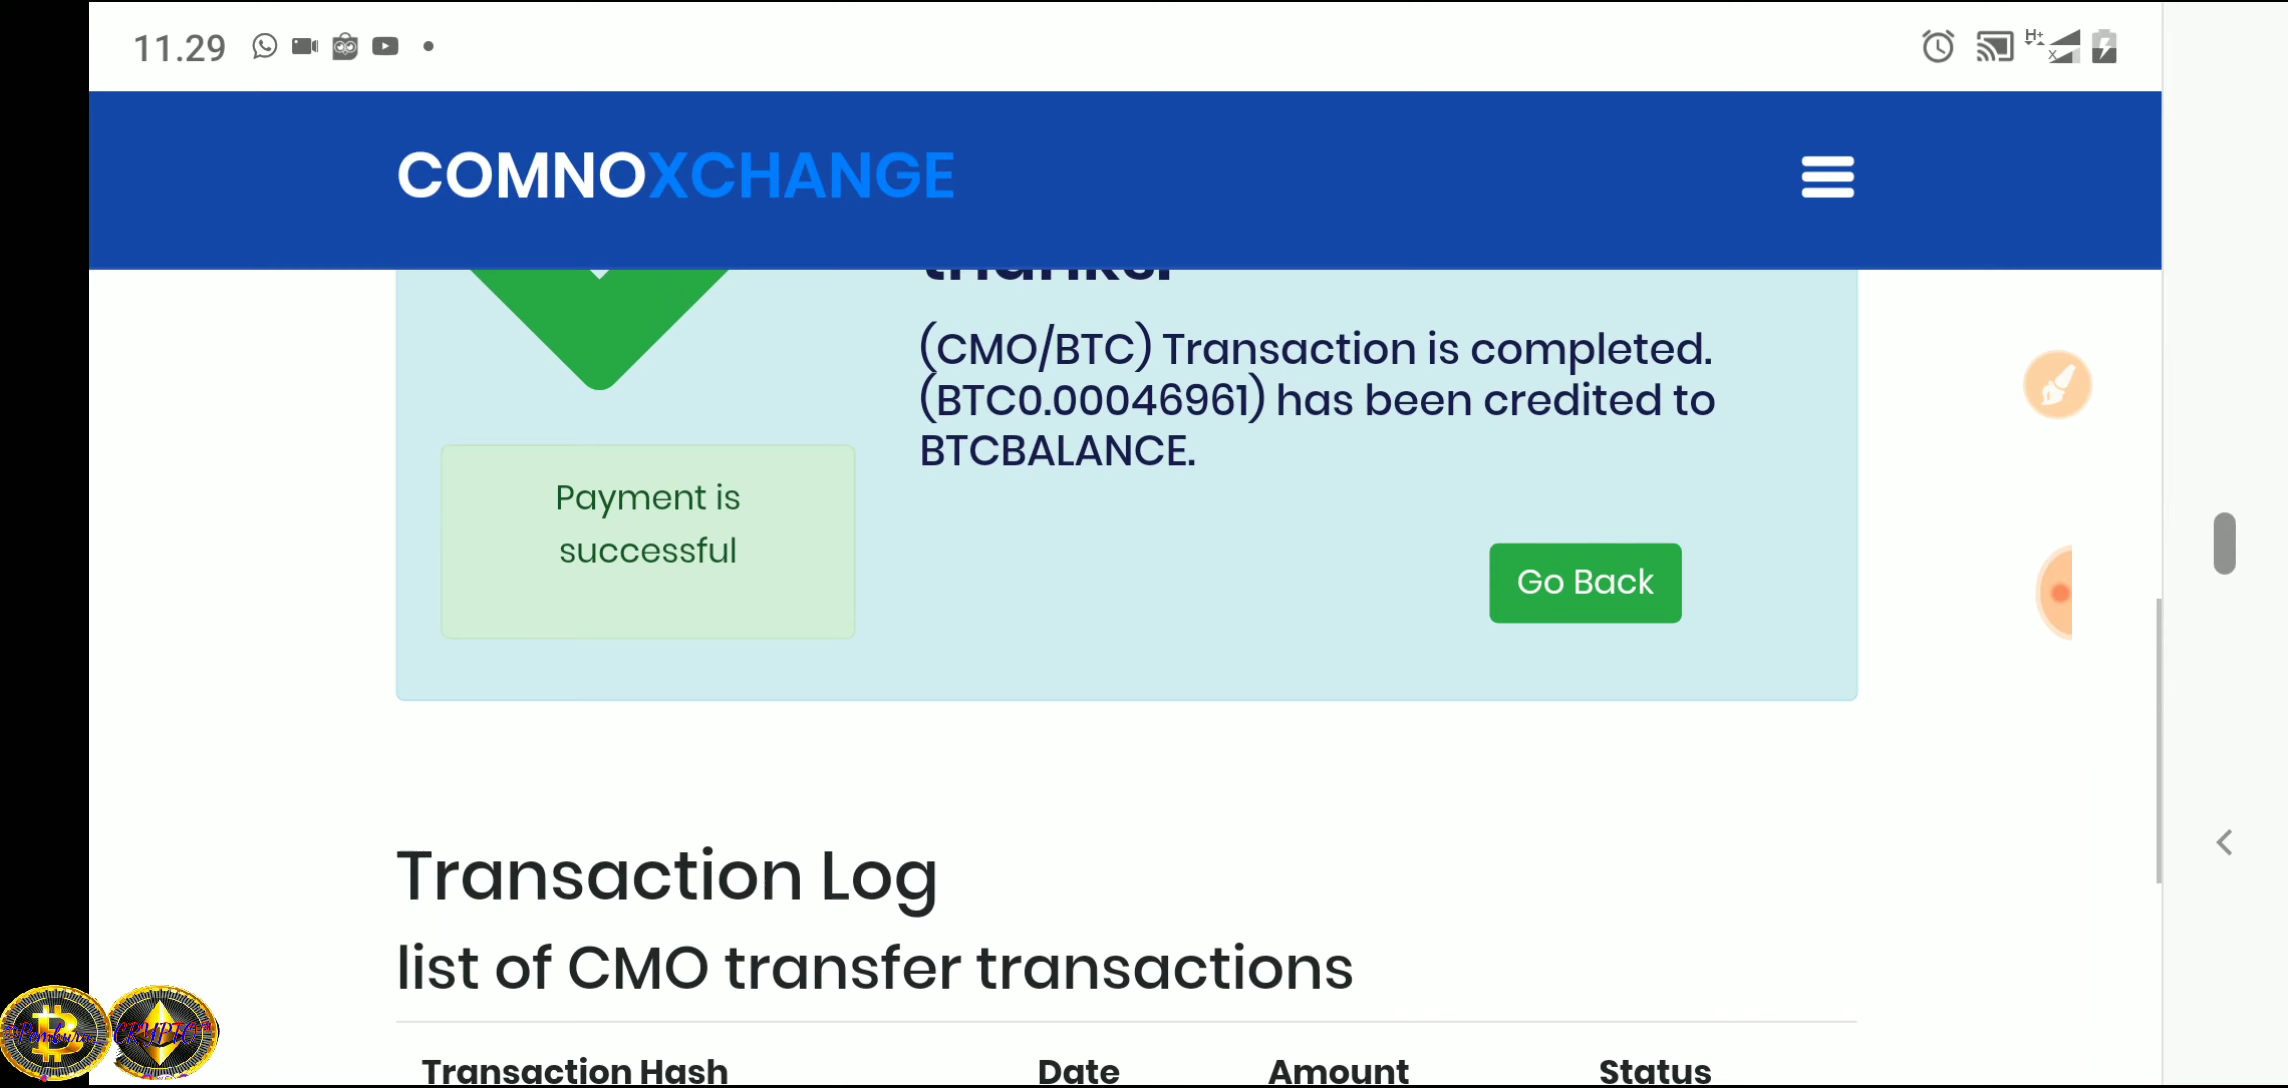 11.29
H+
COMNOXCHANGE
thanks.
(CMO/BTC) Transaction is completed.
(BTC0.00046961) has been credited to
BTCBALANCE.
Payment is
successful
Go Back
Transaction Log
list of CMO transfer transactions
Transaction Hash Date Amount Status